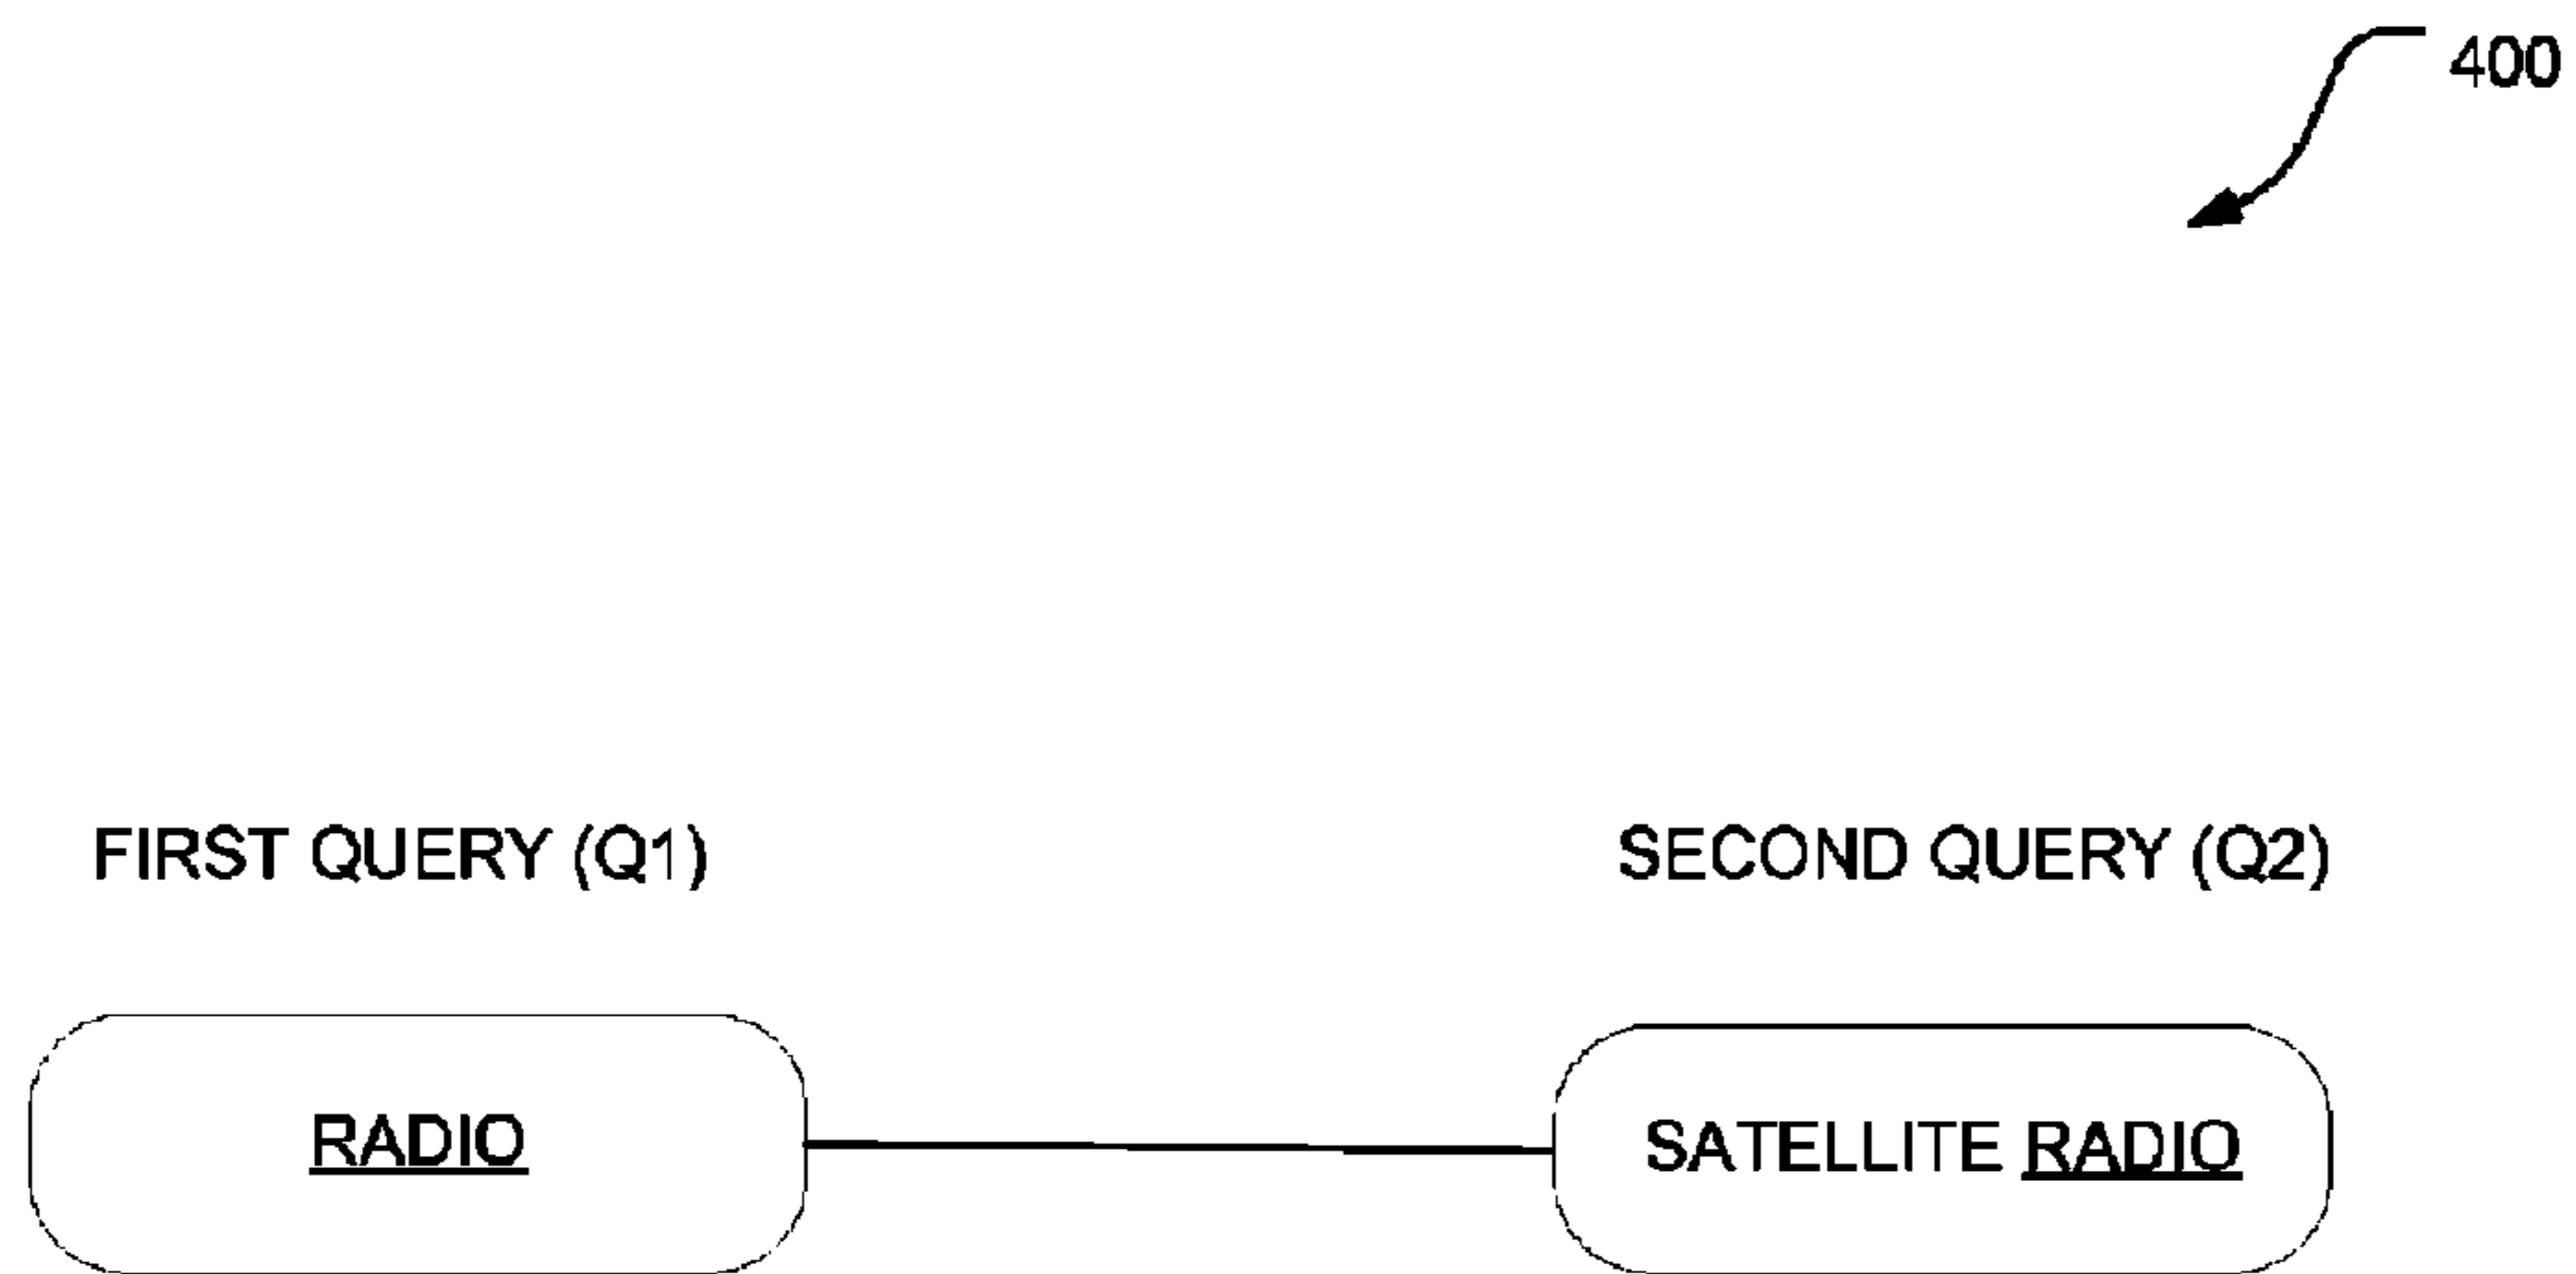 400
FIRST QUERY (Q1)
SECOND QUERY (Q2)
RADIO
SATELLITE RADIO